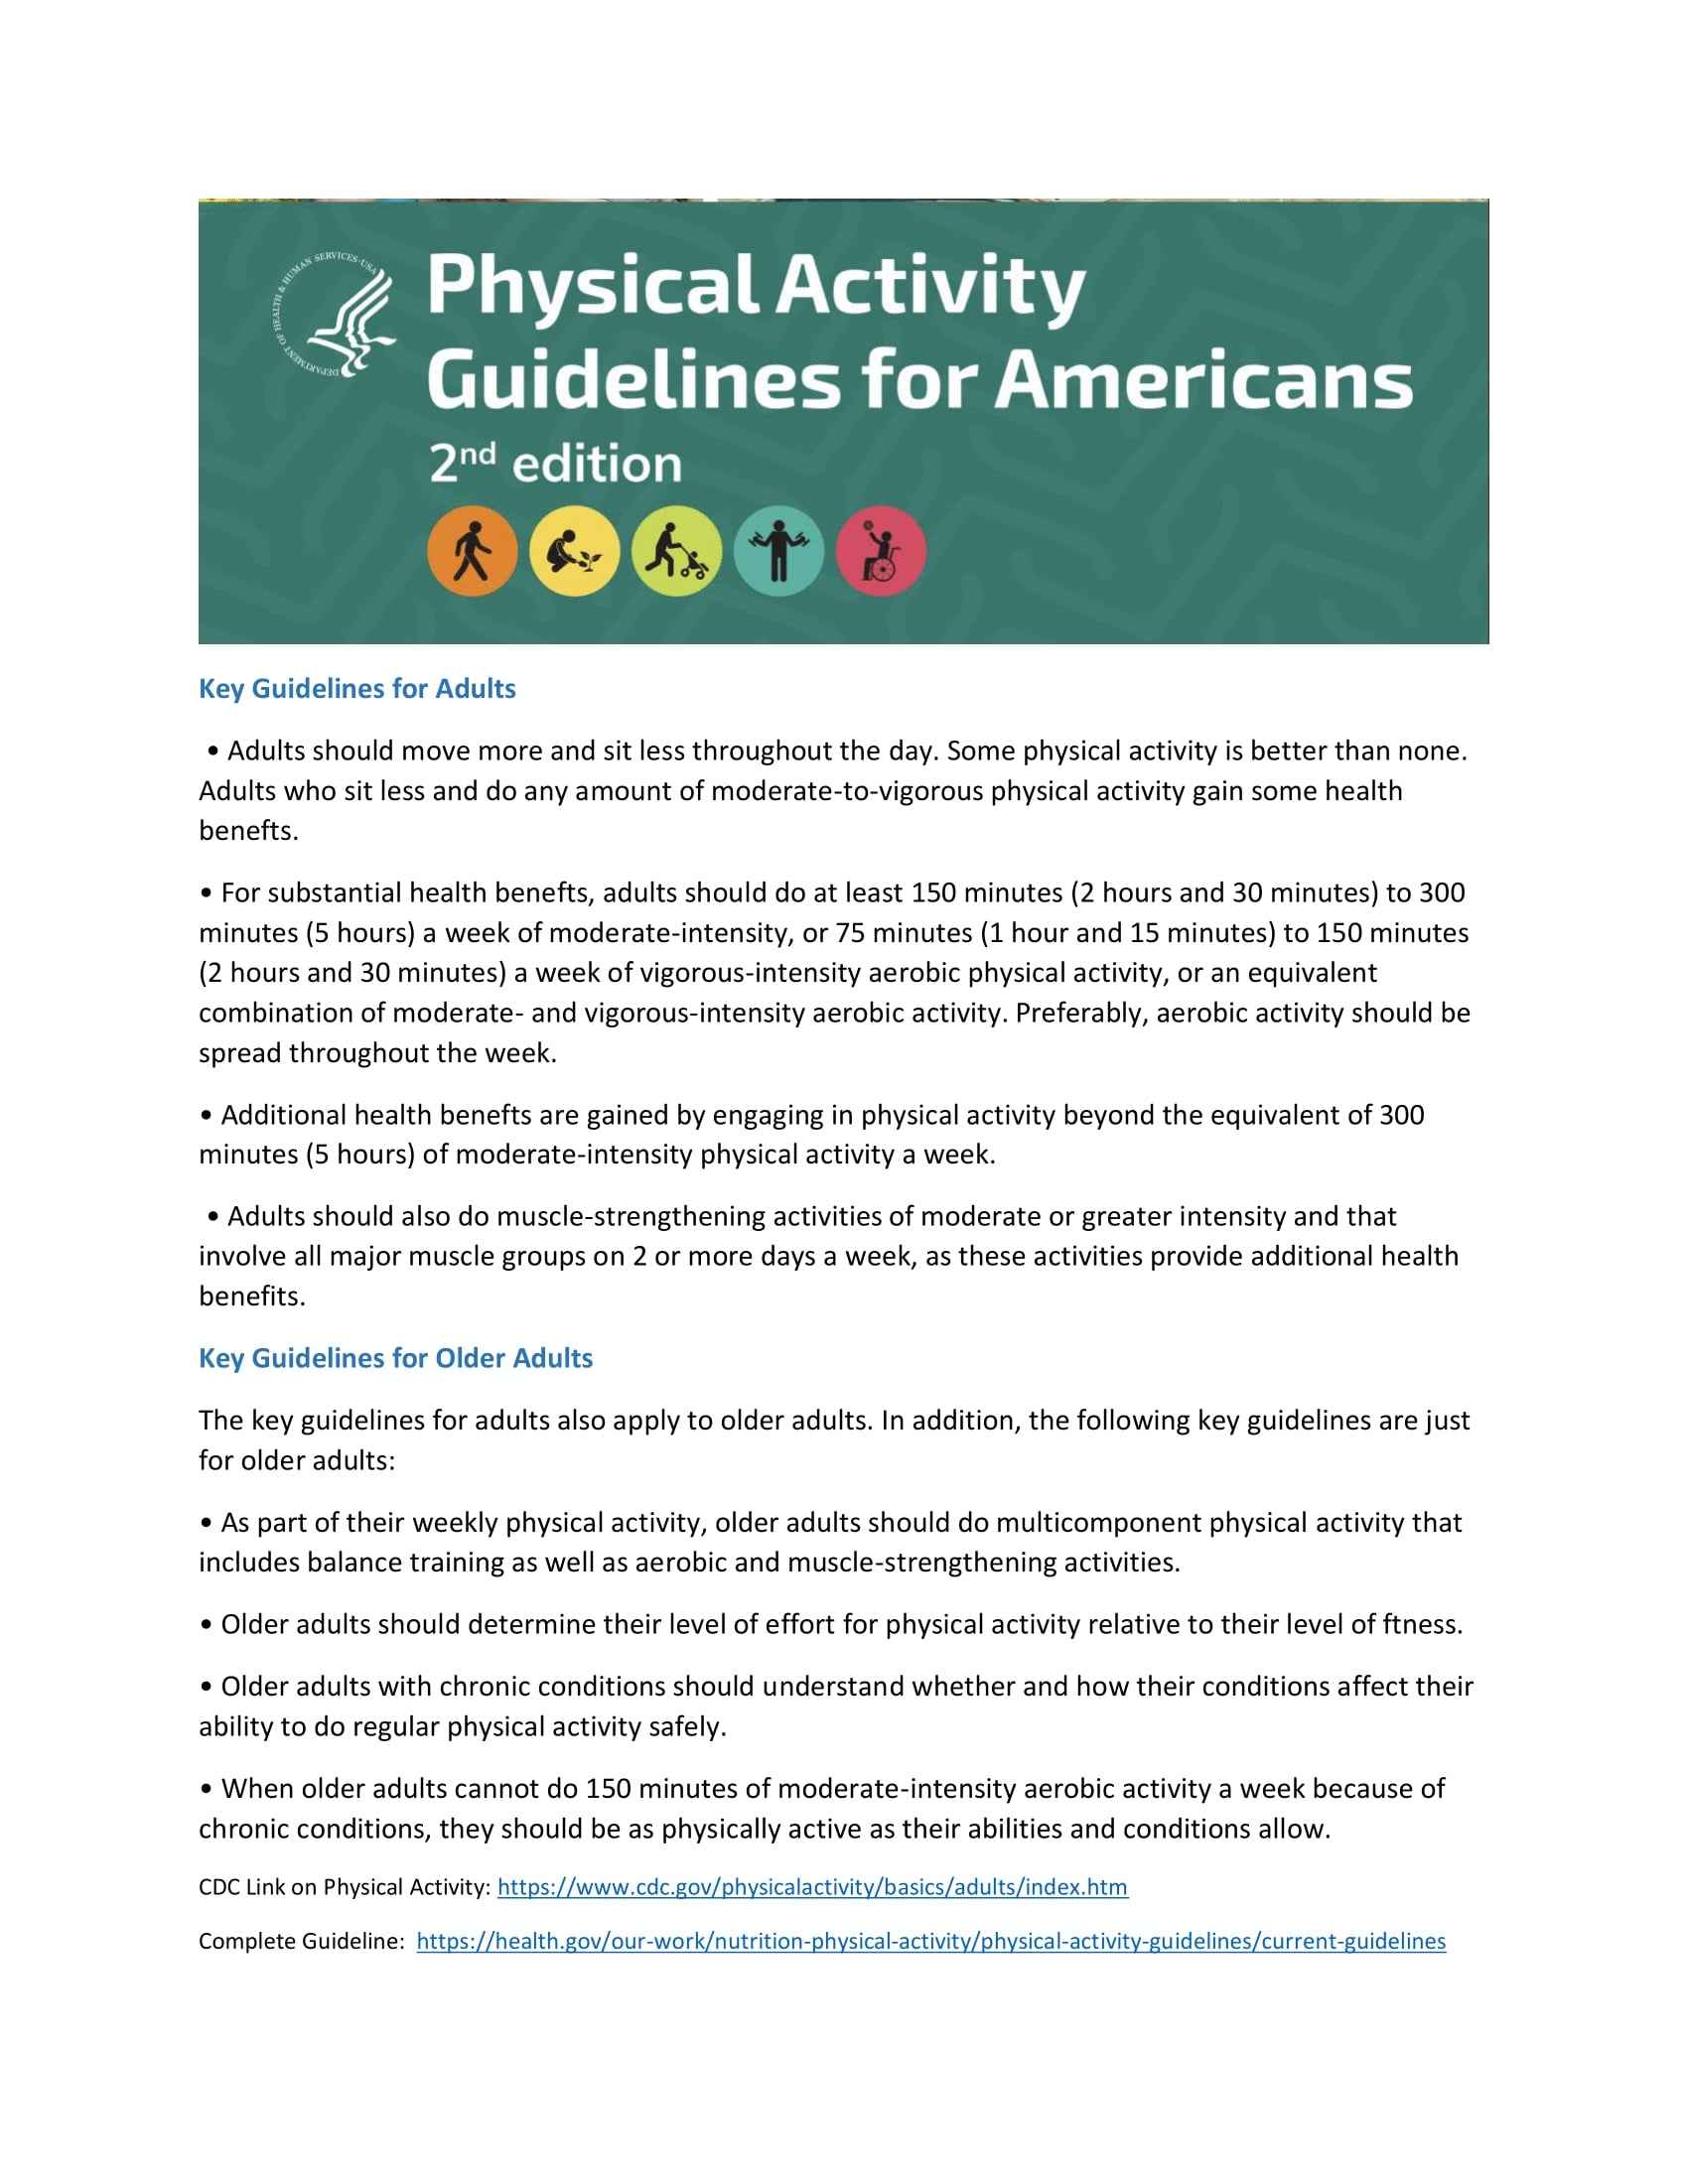 DEPARTMENT OF HEALTH & HUMAN SERVICES·USA
Physical Activity
Guidelines for Americans
2nd edition
Key Guidelines for Adults
• Adults should move more and sit less throughout the day. Some physical activity is better than none.
Adults who sit less and do any amount of moderate-to-vigorous physical activity gain some health
benefts.
• For substantial health benefts, adults should do at least 150 minutes (2 hours and 30 minutes) to 300
minutes (5 hours) a week of moderate-intensity, or 75 minutes (1 hour and 15 minutes) to 150 minutes
(2 hours and 30 minutes) a week of vigorous-intensity aerobic physical activity, or an equivalent
combination of moderate- and vigorous-intensity aerobic activity. Preferably, aerobic activity should be
spread throughout the week.
• Additional health benefts are gained by engaging in physical activity beyond the equivalent of 300
minutes (5 hours) of moderate-intensity physical activity a week.
• Adults should also do muscle-strengthening activities of moderate or greater intensity and that
involve all major muscle groups on 2 or more days a week, as these activities provide additional health
benefits.
Key Guidelines for Older Adults
The key guidelines for adults also apply to older adults. In addition, the following key guidelines are just
for older adults:
• As part of their weekly physical activity, older adults should do multicomponent physical activity that
includes balance training as well as aerobic and muscle-strengthening activities.
• Older adults should determine their level of effort for physical activity relative to their level of ftness.
• Older adults with chronic conditions should understand whether and how their conditions affect their
ability to do regular physical activity safely.
• When older adults cannot do 150 minutes of moderate-intensity aerobic activity a week because of
chronic conditions, they should be as physically active as their abilities and conditions allow.
CDC Link on Physical Activity: https://www.cdc.gov/physicalactivity/basics/adults/index.htm
Complete Guideline: https://health.gov/our-work/nutrition-physical-activity/physical-activity-guidelines/current-guidelines